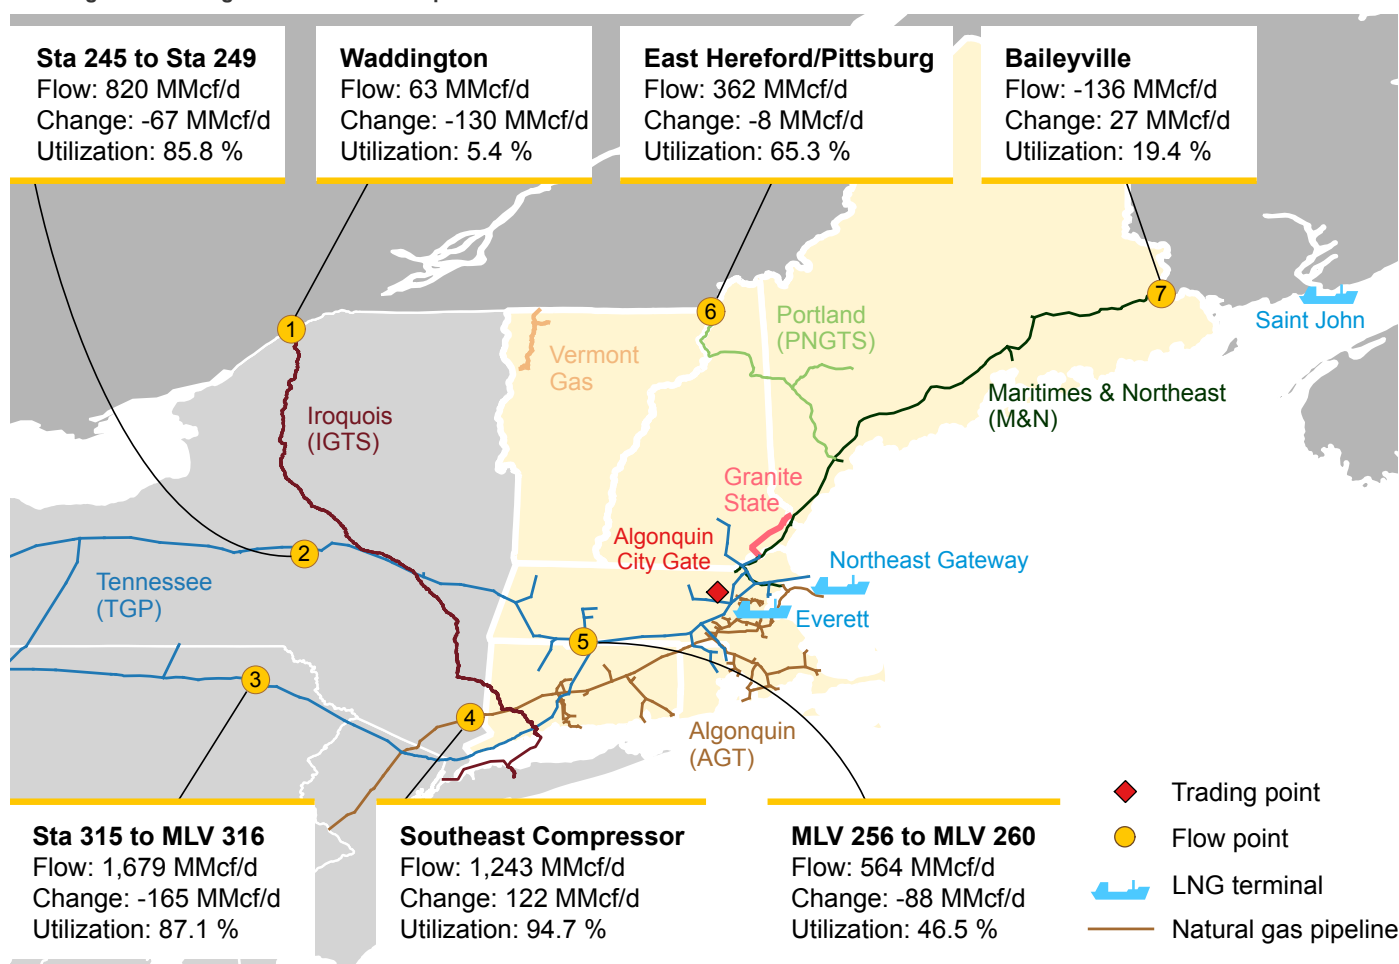 Sta 245 to Sta 249
Flow: 820 MMcf/d
Change: -67 MMcf/d
Utilization: 85.8 %
Waddington
Flow: 63 MMcf/d
Change: -130 MMcf/d
Utilization: 5.4 %
East Hereford/Pittsburg
Flow: 362 MMcf/d
Change: -8 MMcf/d
Utilization: 65.3 %
Baileyville
Flow: -136 MMcf/d
Change: 27 MMcf/d
Utilization: 19.4 %
1
6
7
Saint John
Portland
(PNGTS)
Vermont
Gas
Maritimes & Northeast
(M&N)
Iroquois
(IGTS)
Granite
State
Algonquin
City Gate
2
Northeast Gateway
Tennessee
(TGP)
Everett
5
3
4
Algonquin
(AGT)
Sta 315 to MLV 316
Flow: 1,679 MMcf/d
Change: -165 MMcf/d
Utilization: 87.1 %
Southeast Compressor
Flow: 1,243 MMcf/d
Change: 122 MMcf/d
Utilization: 94.7 %
MLV 256 to MLV 260
Flow: 564 MMcf/d
Change: -88 MMcf/d
Utilization: 46.5 %
Trading point
Flow point
LNG terminal
Natural gas pipeline